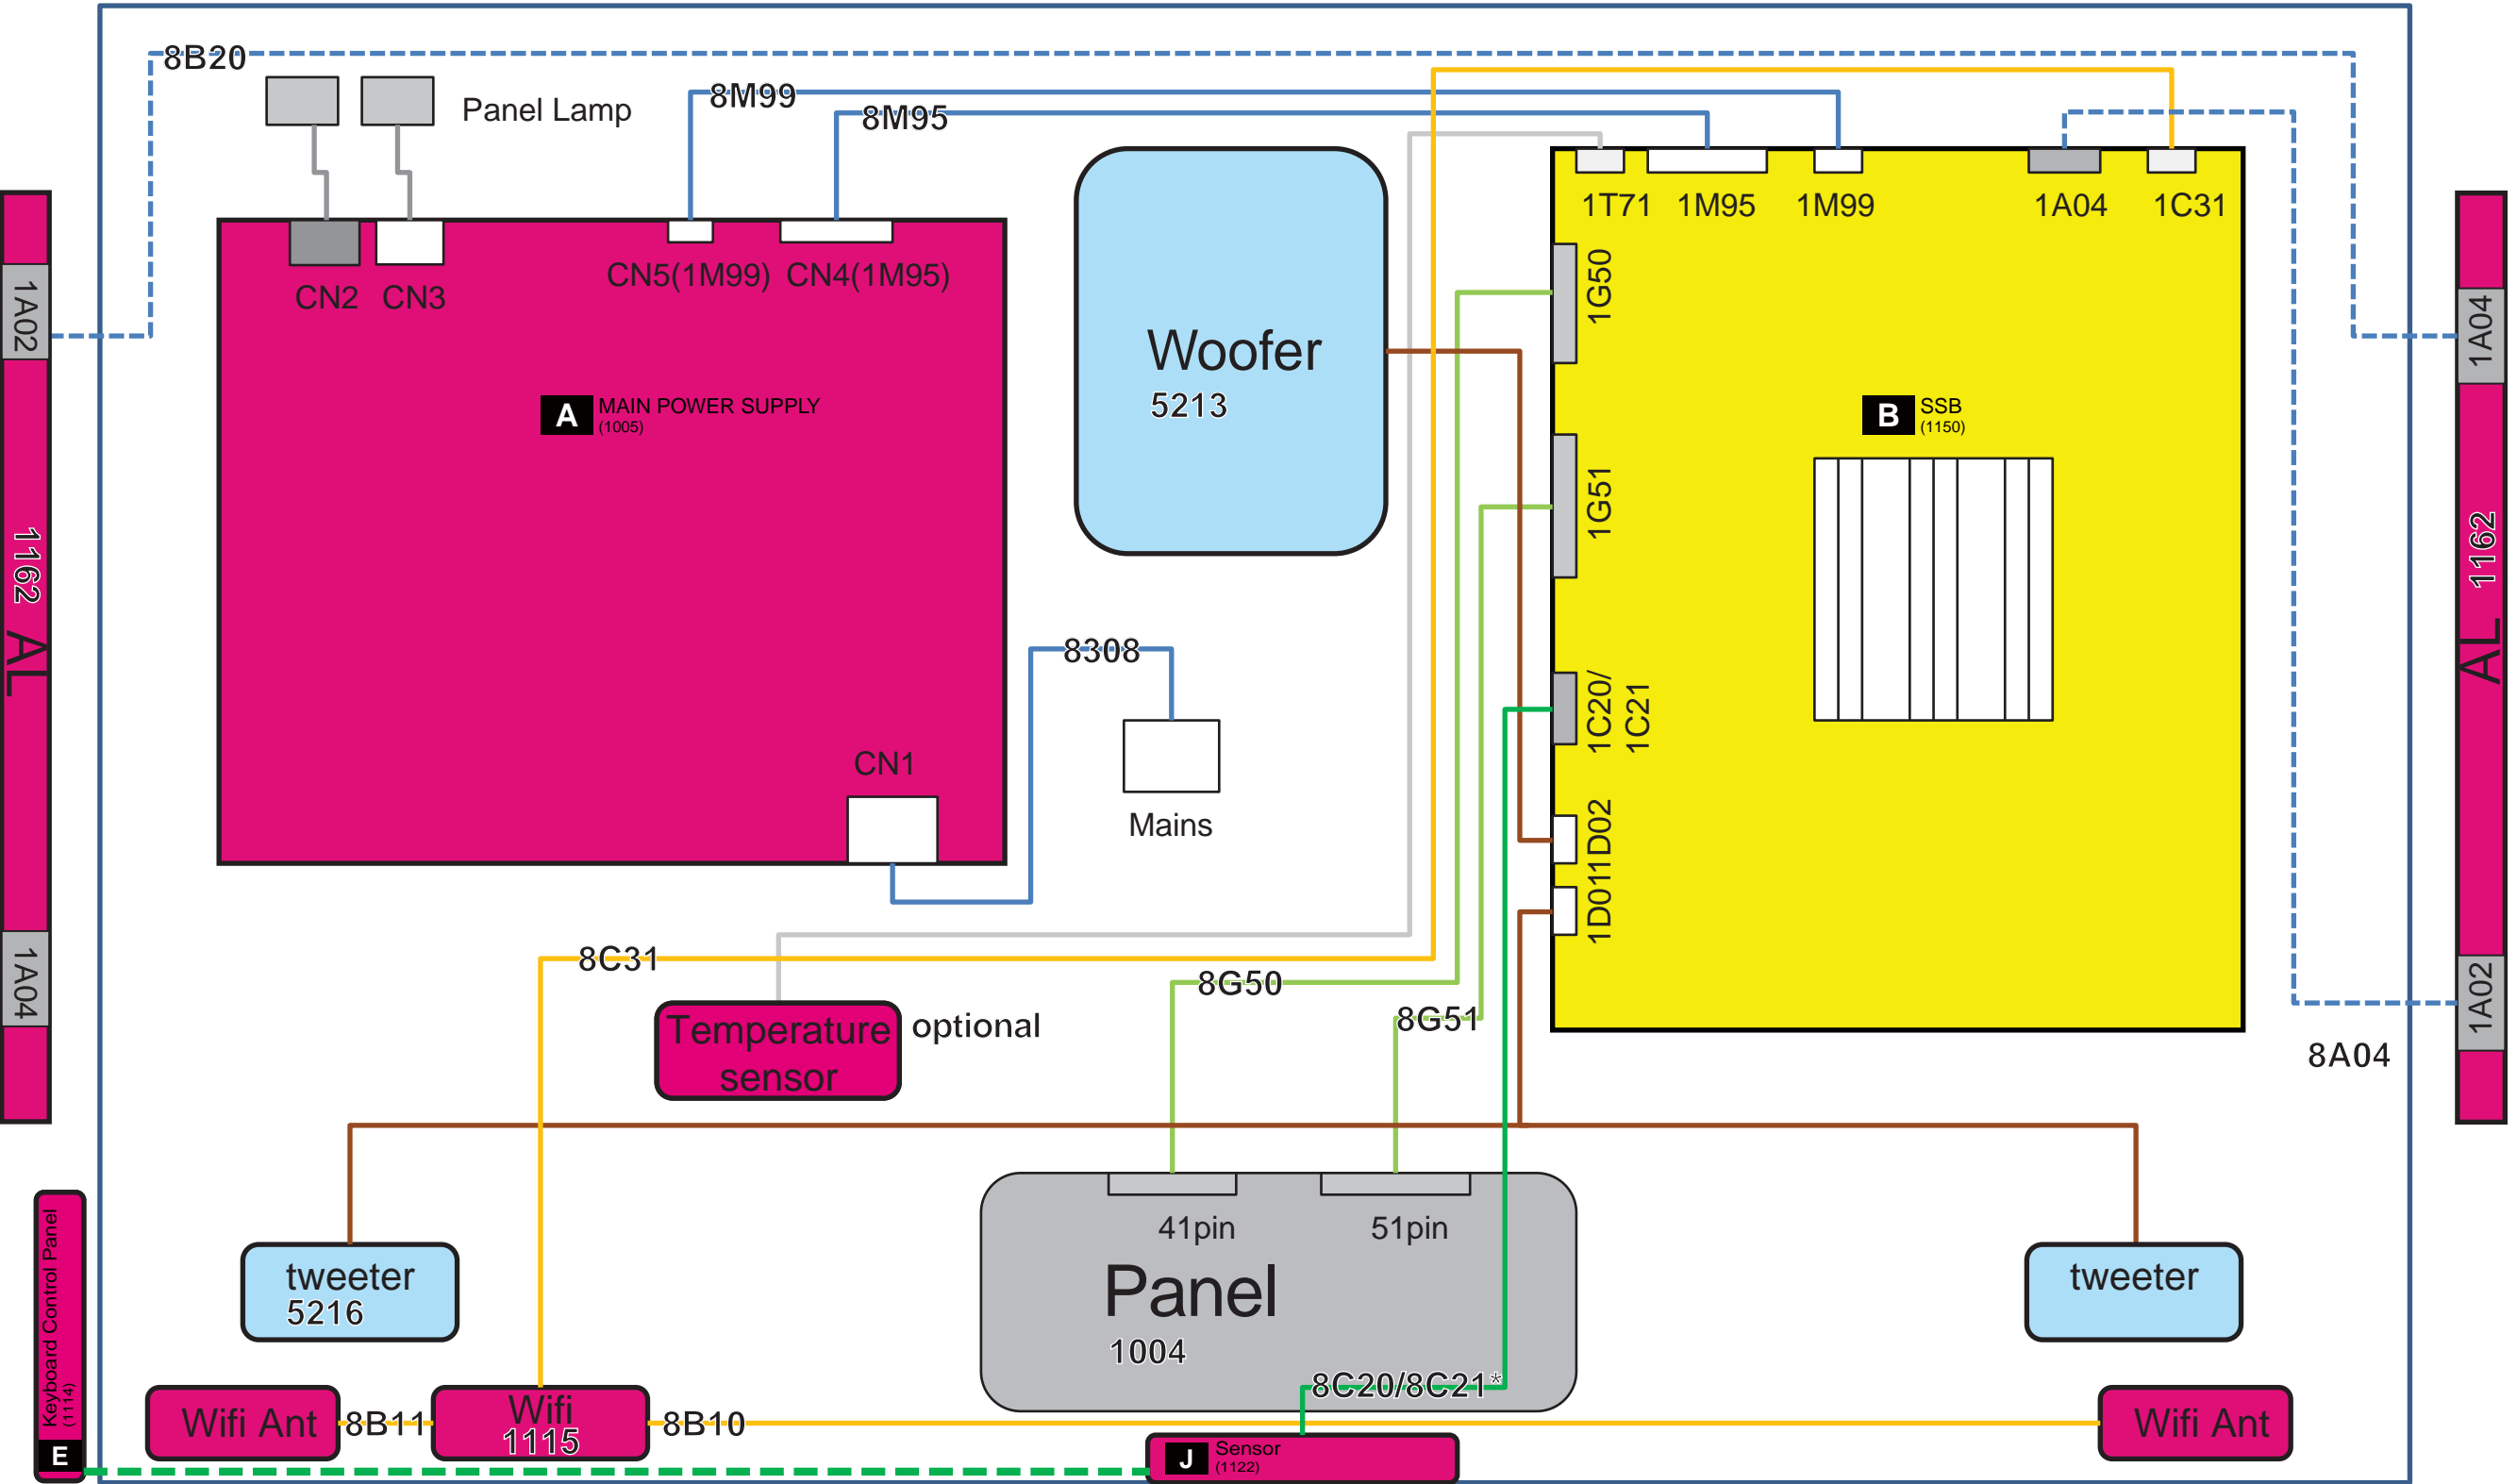 8B20
Panel Lamp
8M99
8M95
1T71
1M95
1M99
1A04
1C31
CN2
CN3
CN5(1M99)
CN4(1M95)
1A02
1162
AL
1A04
A
MAIN POWER SUPPLY
(1005)
Woofer
5213
1G50
1G51
1C20/
1C21
1D02
1D01
B
SSB
(1150)
1A04
1162
AL
1A02
8308
Mains
CN1
8C31
8G50
8G51
Temperature
sensor
optional
8A04
41pin
51pin
Panel
1004
8C20/8C21*
tweeter
5216
tweeter
Keyboard Control Panel
(1114)
E
Wifi Ant
8B11
Wifi
1115
8B10
Wifi Ant
J
Sensor
(1122)